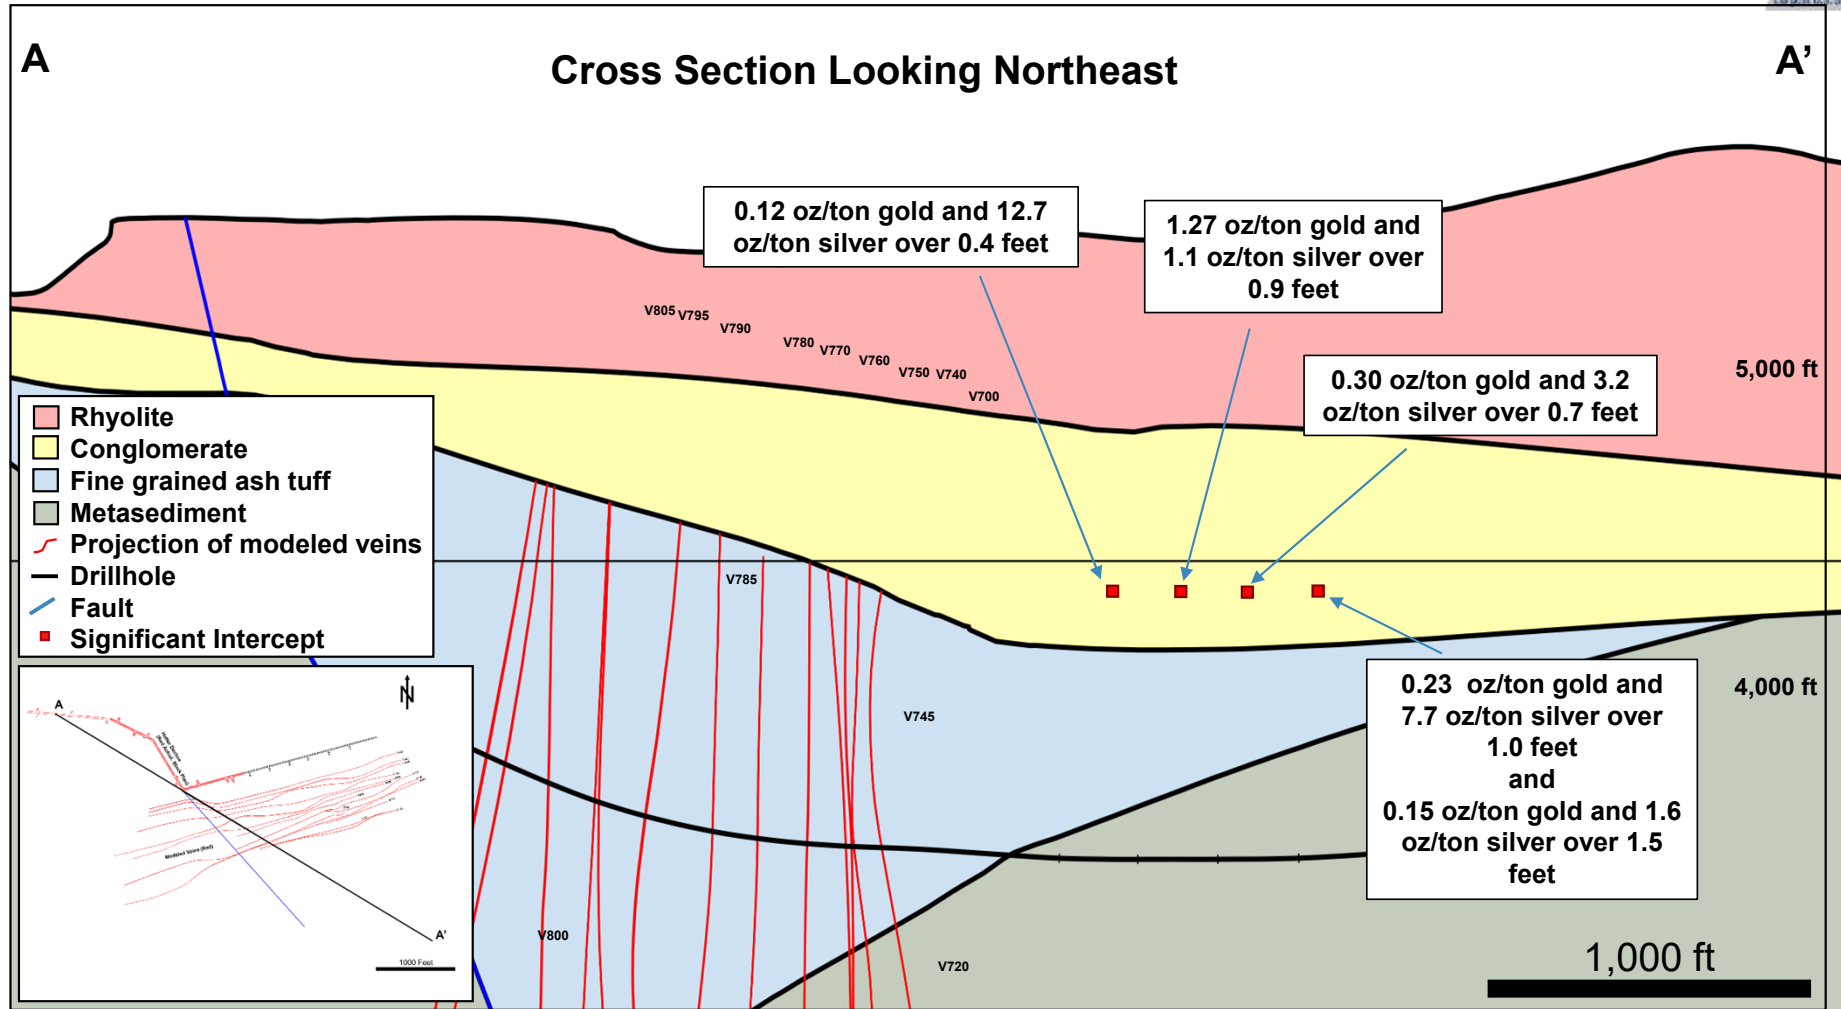 A
Cross Section Looking Northeast
A’
0.12 oz/ton gold and 12.7
oz/ton silver over 0.4 feet
1.27 oz/ton gold and
1.1 oz/ton silver over
0.9 feet
V805
V795
V790
V780
V770
V760
V750
V740
V700
0.30 oz/ton gold and 3.2
oz/ton silver over 0.7 feet
5,000 ft
Rhyolite
Conglomerate
Fine grained ash tuff
Metasediment
Projection of modeled veins
Drillhole
Fault
Significant Intercept
V785
V745
V800
V720
4,000 ft
0.23 oz/ton gold and
7.7 oz/ton silver over
1.0 feet
and
0.15 oz/ton gold and 1.6
oz/ton silver over 1.5
feet
1,000 ft
A
N
Modeled Veins (Red)
A'
1000 Feet